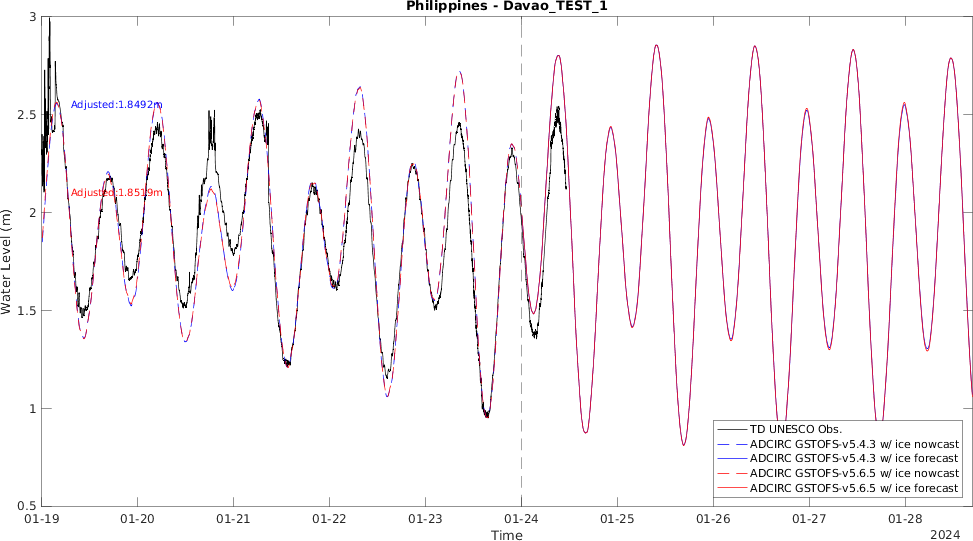 Philippines - Davao_TEST_1
Water Level (m)
3
2.5
2
1.5
1
0.5
Adjusted:1.8492m
Adjusted:1.8519m
TD UNESCO Obs.
ADCIRC GSTOFS-v5.4.3 w/ ice nowcast
ADCIRC GSTOFS-v5.4.3 w/ ice forecast
ADCIRC GSTOFS-v5.6.5 w/ ice nowcast
ADCIRC GSTOFS-v5.6.5 w/ ice forecast
01-19 01-20 01-21 01-22 01-23 01-24 01-25 01-26 01-27 01-28
Time
2024